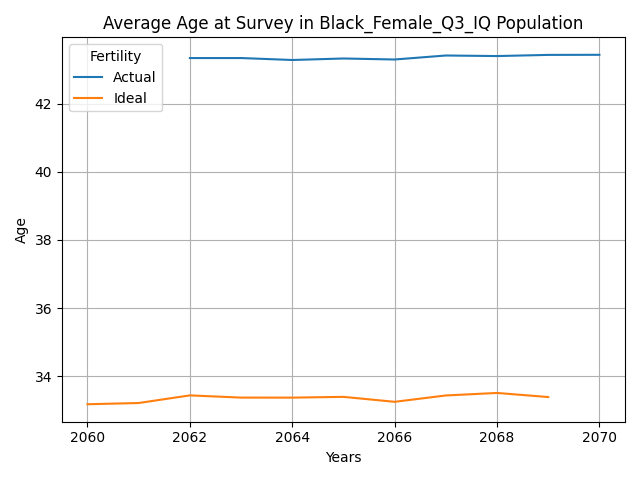 Average Age at Survey in Black_Female_Q3_IQ Population
Fertility
Actual
Ideal
Age
42
40
38
36
34
2060 2062 2064 2066 2068 2070
Years